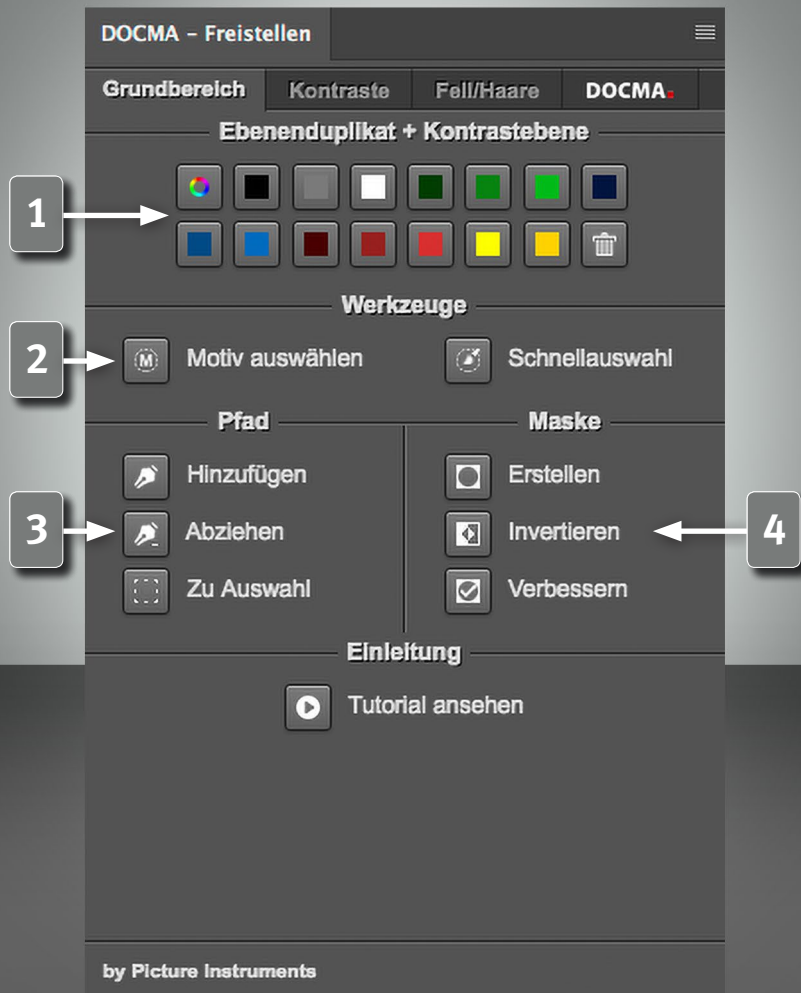 DOCMA – Freistellen
Grundbereich Kontraste Fell/Haare DOCMA
Ebenenduplikat + Kontrastebene
1
Werkzeuge
2 M Motiv auswählen Schnellauswahl
Pfad Maske
Hinzufügen Erstellen
3 Abziehen Invertieren 4
Zu Auswahl Verbessern
Einleitung
Tutorial ansehen
by Picture Instruments